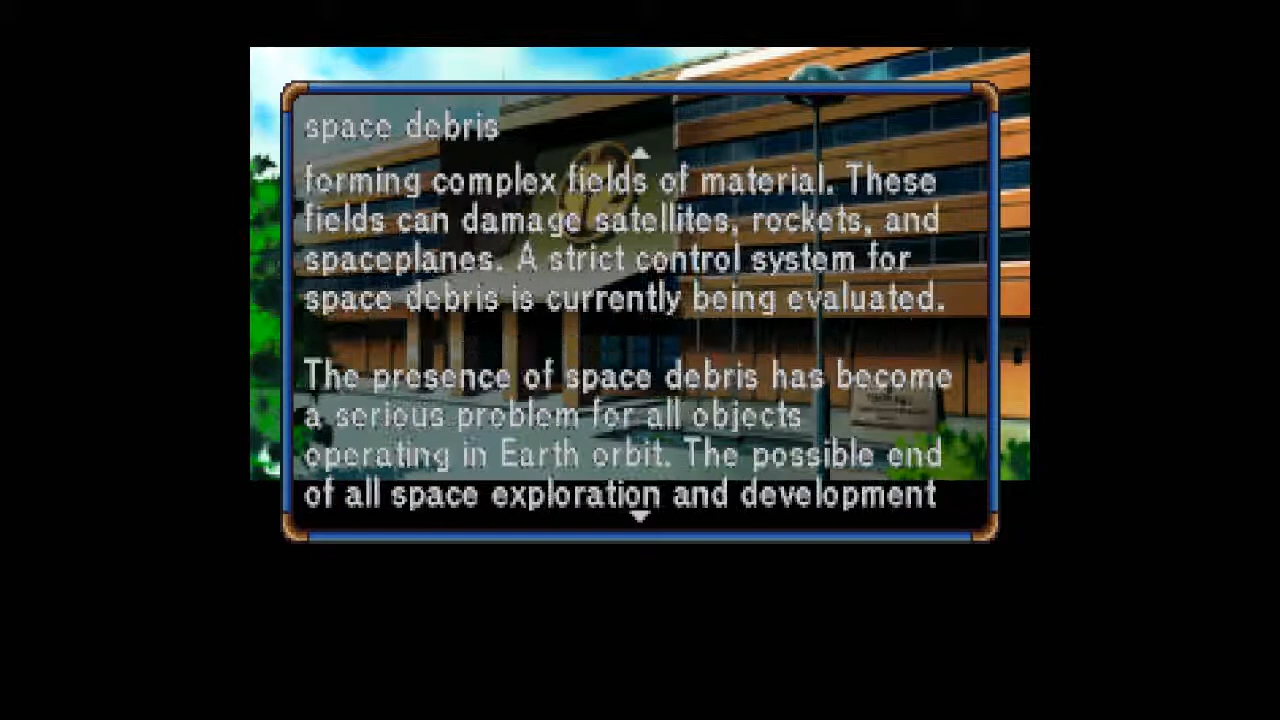 space debris
forming complex fields of material. These
fields can damage satellites, rockets, and
spaceplanes. A strict control system for
space debris is currently being evaluated.
The presence of space debris has become
a serious problem for all objects
operating in Earth orbit. The possible end
of all space exploration and development